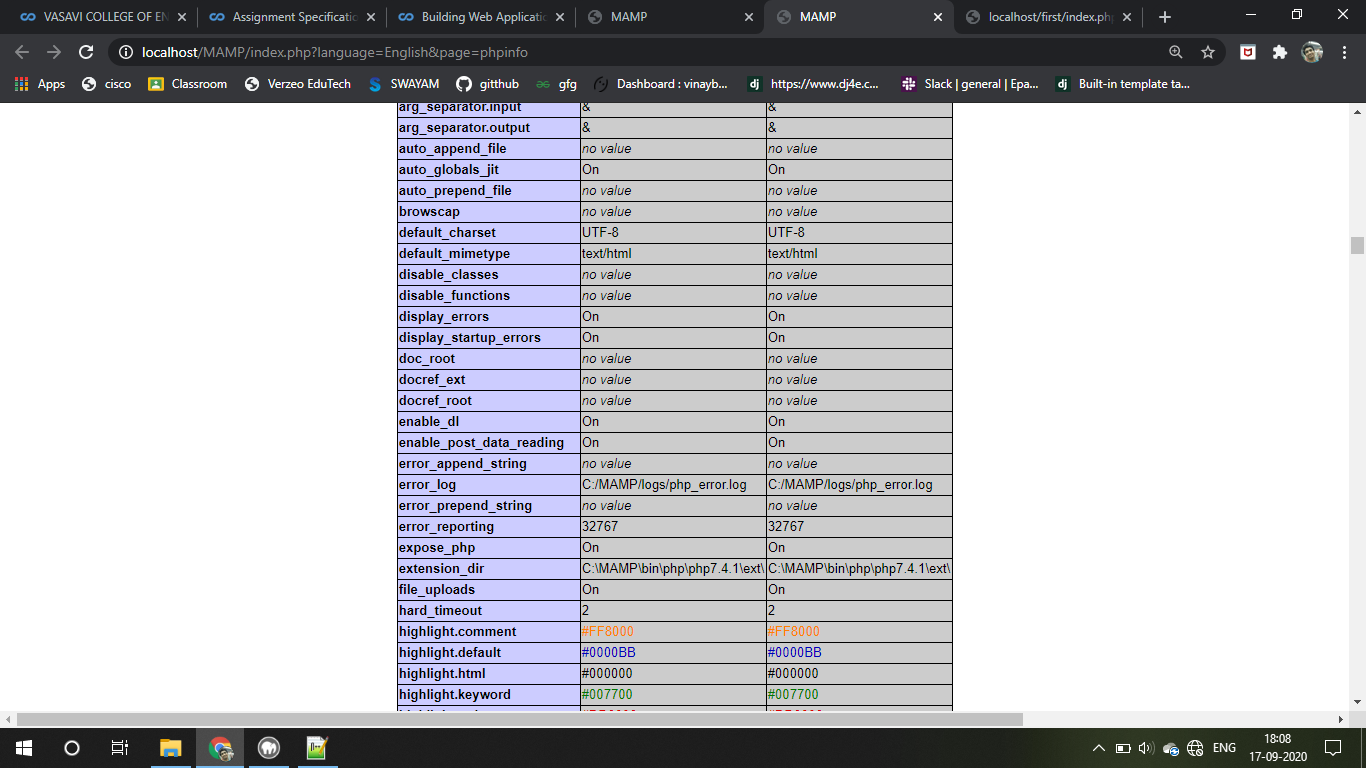 VASAVI COLLEGE OF EN
Assignment Specificatio
Building Web Applicatio
MAMP
MAMP
localhost/first/index.php
localhost/MAMP/index.php?language=English&page=phpinfo
Apps cisco Classroom Verzeo EduTech SWAYAM gitthub gfg Dashboard : vinayb... https://www.dj4e.c... Slack | general | Epa... Built-in template ta...
arg_separator.input & &
arg_separator.output & &
auto_append_file no value no value
auto_globals_jit On On
auto_prepend_file no value no value
browscap no value no value
default_charset UTF-8 UTF-8
default_mimetype text/html text/html
disable_classes no value no value
disable_functions no value no value
display_errors On On
display_startup_errors On On
doc_root no value no value
docref_ext no value no value
docref_root no value no value
enable_dl On On
enable_post_data_reading On On
error_append_string no value no value
error_log C:/MAMP/logs/php_error.log C:/MAMP/logs/php_error.log
error_prepend_string no value no value
error_reporting 32767 32767
expose_php On On
extension_dir C:\MAMP\bin\php\php7.4.1\ext\ C:\MAMP\bin\php\php7.4.1\ext\
file_uploads On On
hard_timeout 2 2
highlight.comment #FF8000 #FF8000
highlight.default #0000BB #0000BB
highlight.html #000000 #000000
highlight.keyword #007700 #007700
ENG
18:08
17-09-2020